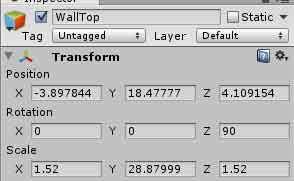 Inspector
WallTop Static
Tag Untagged Layer Default
Transform
Position
X -3.897844 Y 18.47777 Z 4.109154
Rotation
X 0 Y 0 Z 90
Scale
X 1.52 Y 28.87999 Z 1.52